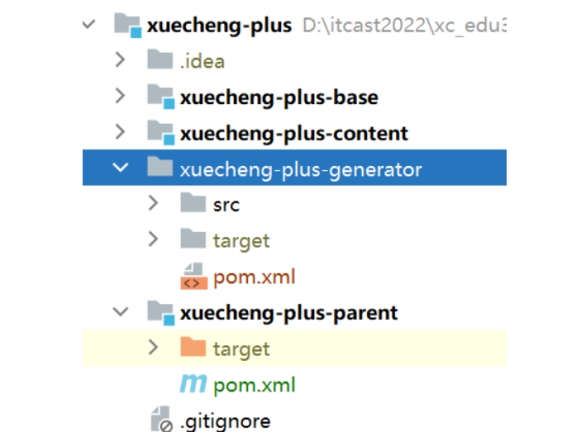 xuecheng-plus D:\itcast2022\xc_edu3
.idea
xuecheng-plus-base
xuecheng-plus-content
xuecheng-plus-generator
src
target
pom.xml
xuecheng-plus-parent
target
pom.xml
.gitignore